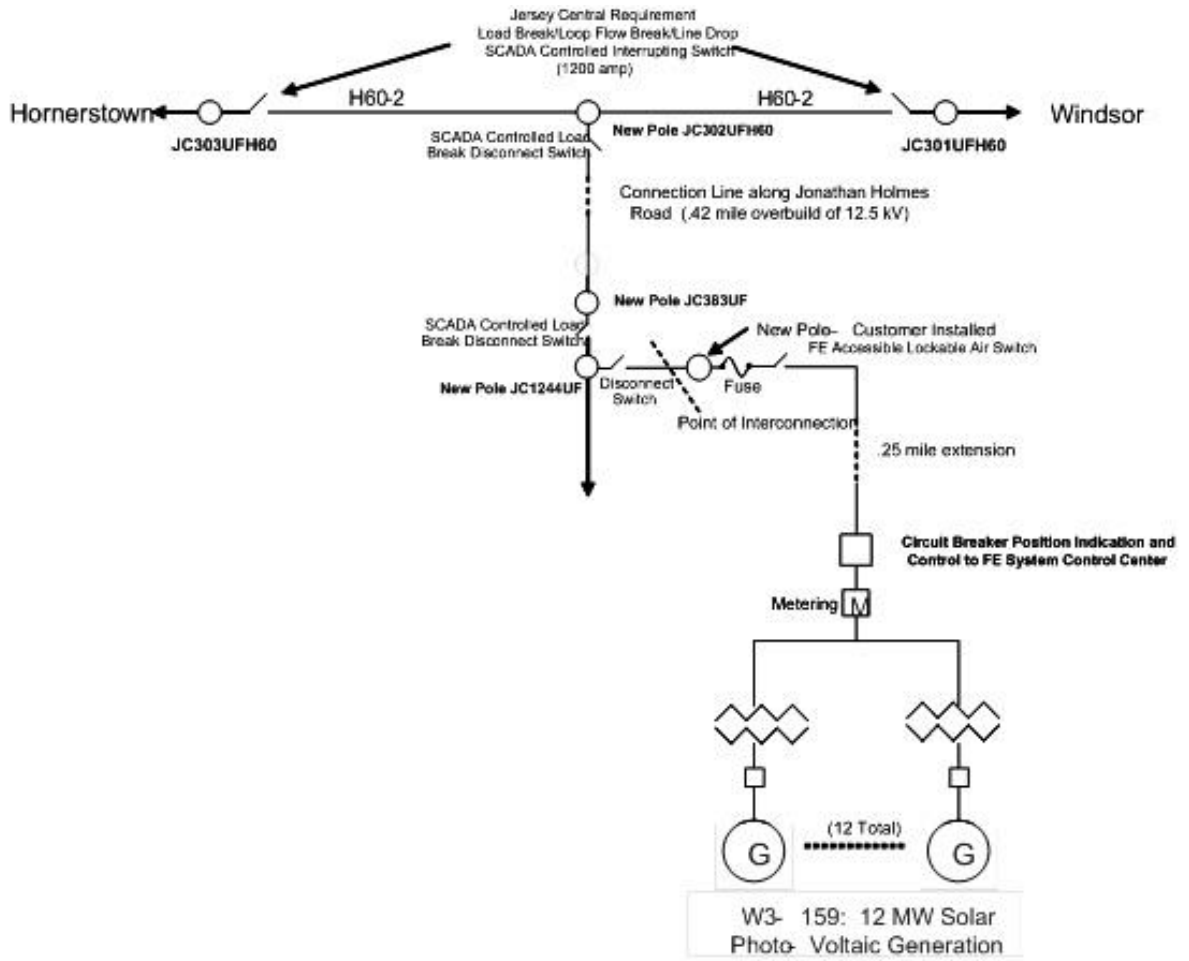 Jersey Central Requirement
Load Break/Loop Flow Break/Line Drop
SCADA Controlled Interrupting Switch
(1200 amp)
Hornerstown
H60-2
H60-2
Windsor
JC303UFH60
New Pole JC302UFH60
JC301UFH60
SCADA Controlled Load
Break Disconnect Switch
Connection Line along Jonathan Holmes
Road (.42 mile overbuild of 12.5 kV)
New Pole JC383UF
SCADA Controlled Load
Break Disconnect Switch
New Pole- Customer Installed
FE Accessible Lockable Air Switch
New Pole JC1244UF
Disconnect
Switch
Fuse
Point of Interconnection
.25 mile extension
Circuit Breaker Position Indication and
Control to FE System Control Center
Metering
M
(12 Total)
G
G
W3- 159: 12 MW Solar
Photo- Voltaic Generation